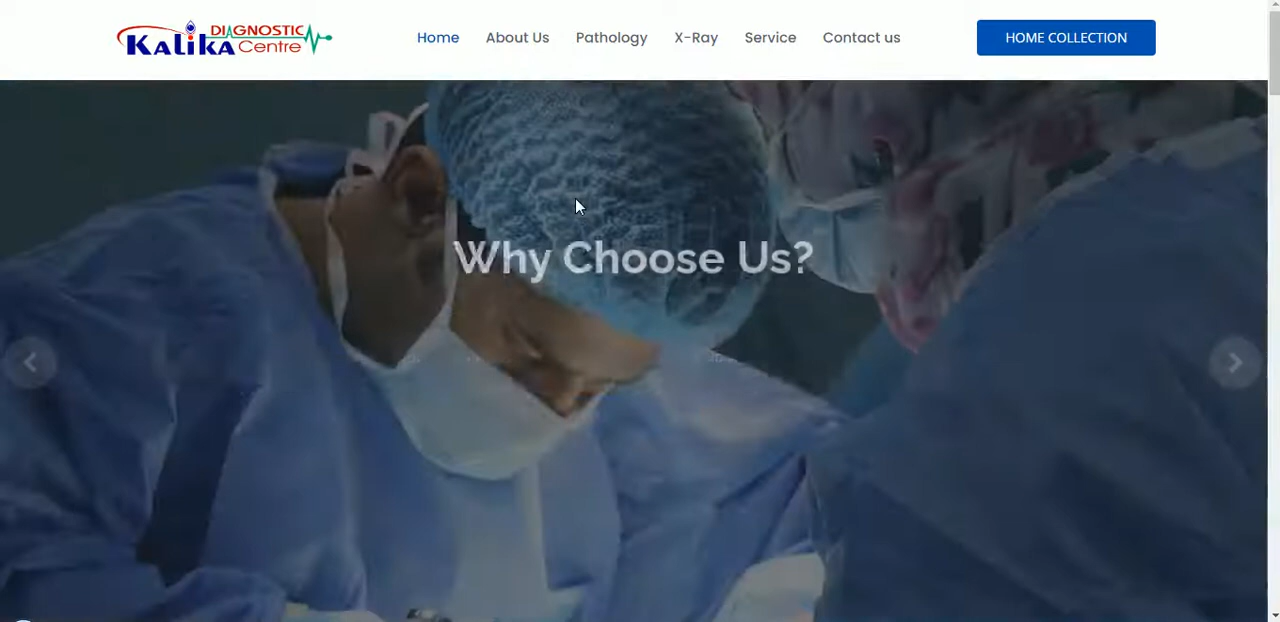 Kalika DIAGNOSTIC Centre
Home About Us Pathology X-Ray Service Contact us HOME COLLECTION
Why Choose Us?